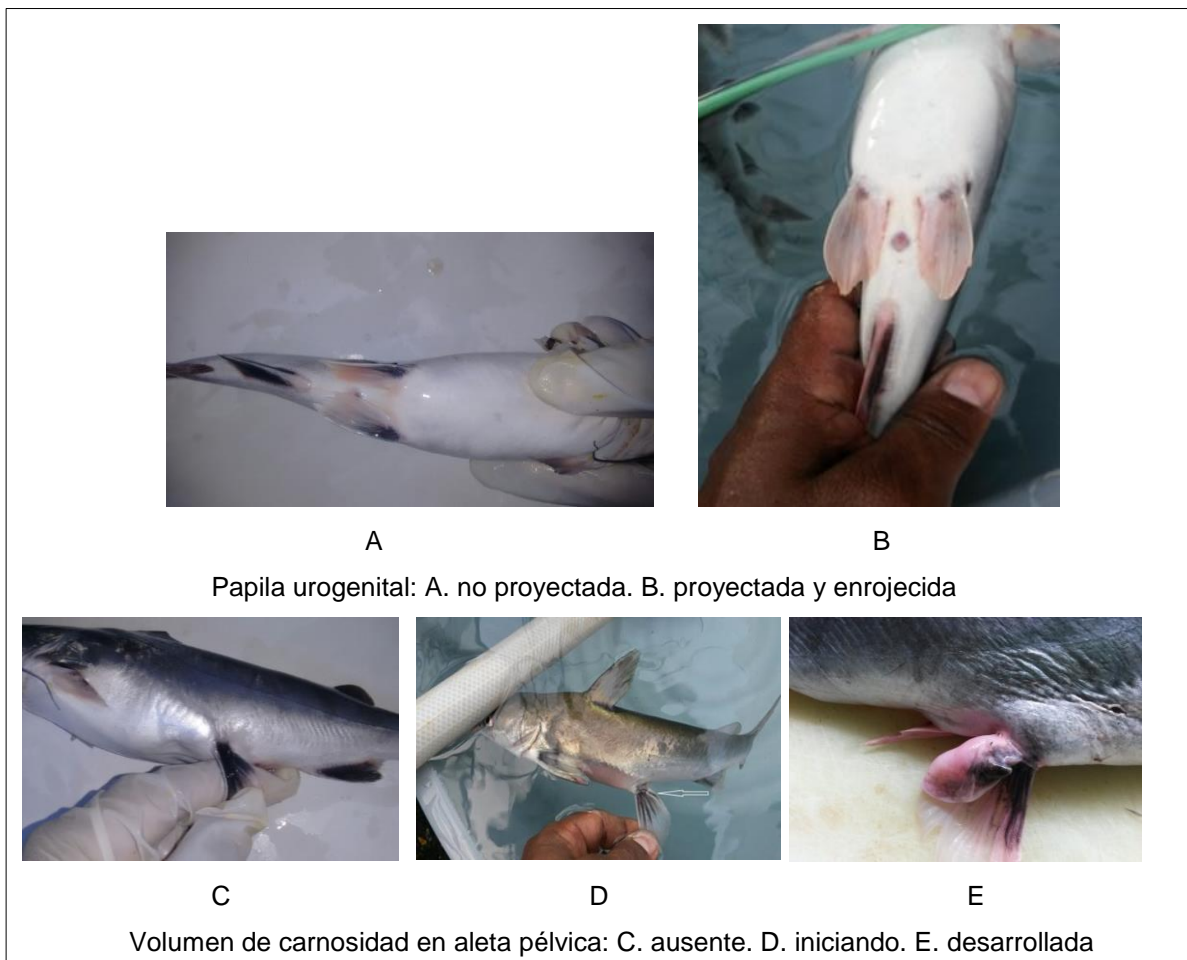 A
B
Papila urogenital: A. no proyectada. B. proyectada y enrojecida
C
D
E
Volumen de carnosidad en aleta pélvica: C. ausente. D. iniciando. E. desarrollada